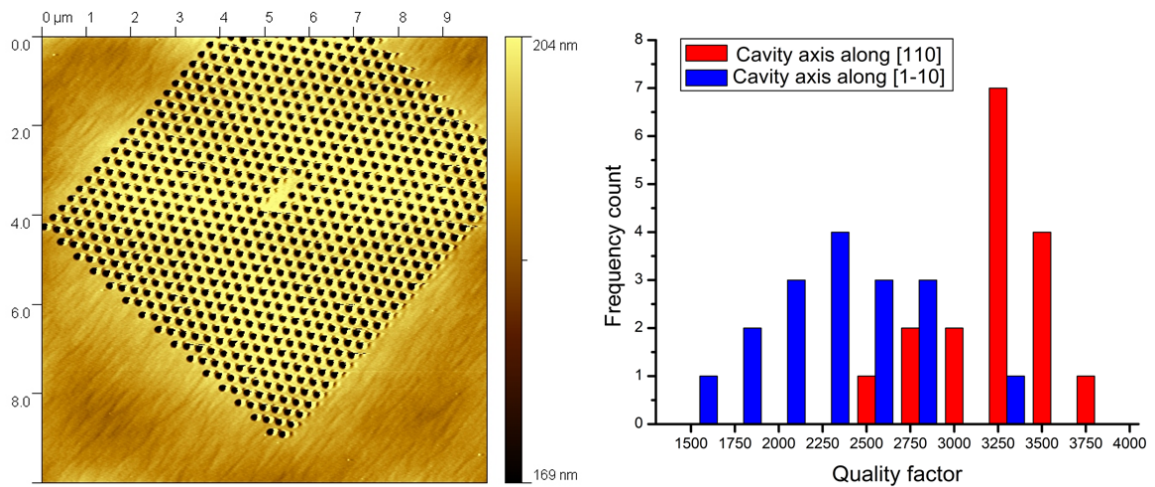 0 µm 1 2 3 4 5 6 7 8 9
0.0
2.0
4.0
6.0
8.0
204 nm
169 nm
Cavity axis along [110]
Cavity axis along [1-10]
Frequency count
8
7
6
5
4
3
2
1
0
1500 1750 2000 2250 2500 2750 3000 3250 3500 3750 4000
Quality factor